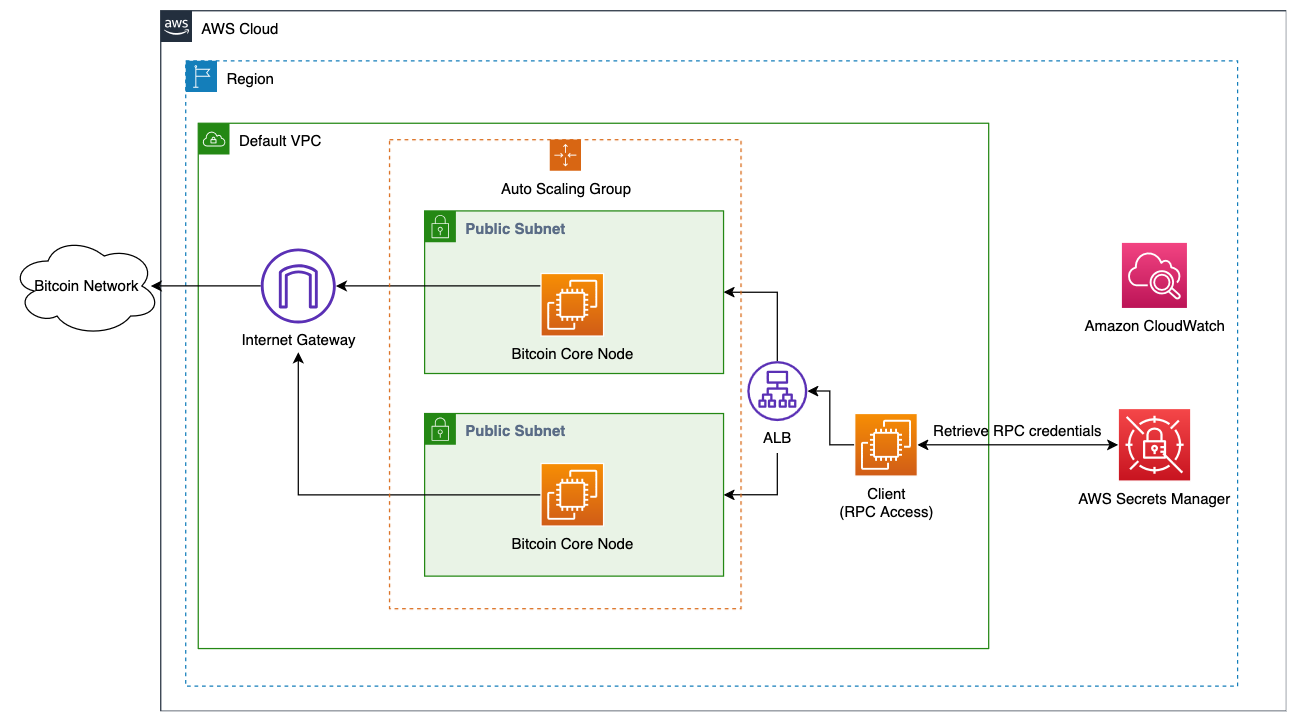 aws
AWS Cloud
Region
Default VPC
Auto Scaling Group
Public Subnet
Bitcoin Network
Internet Gateway
Bitcoin Core Node
Amazon CloudWatch
Public Subnet
ALB
Retrieve RPC credentials
Bitcoin Core Node
Client
(RPC Access)
AWS Secrets Manager